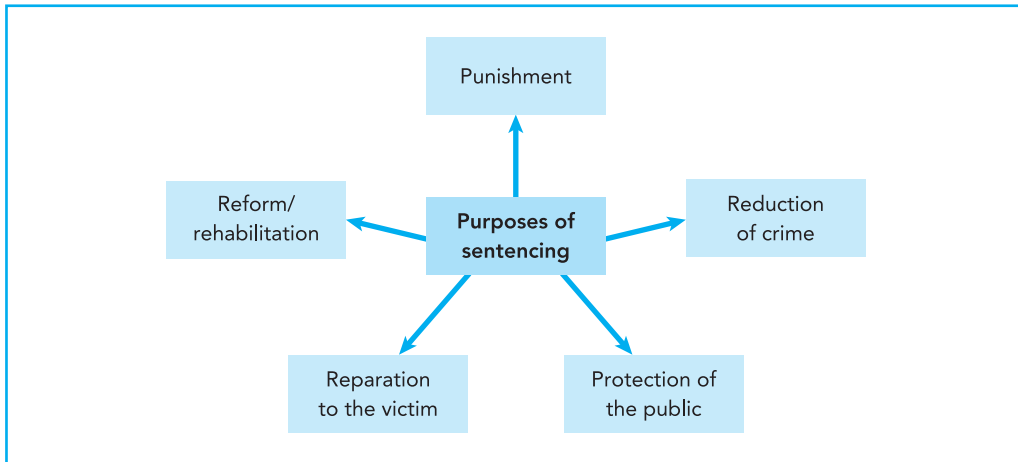 Punishment
Reform/
rehabilitation
Purposes of
sentencing
Reduction
of crime
Reparation
to the victim
Protection of
the public